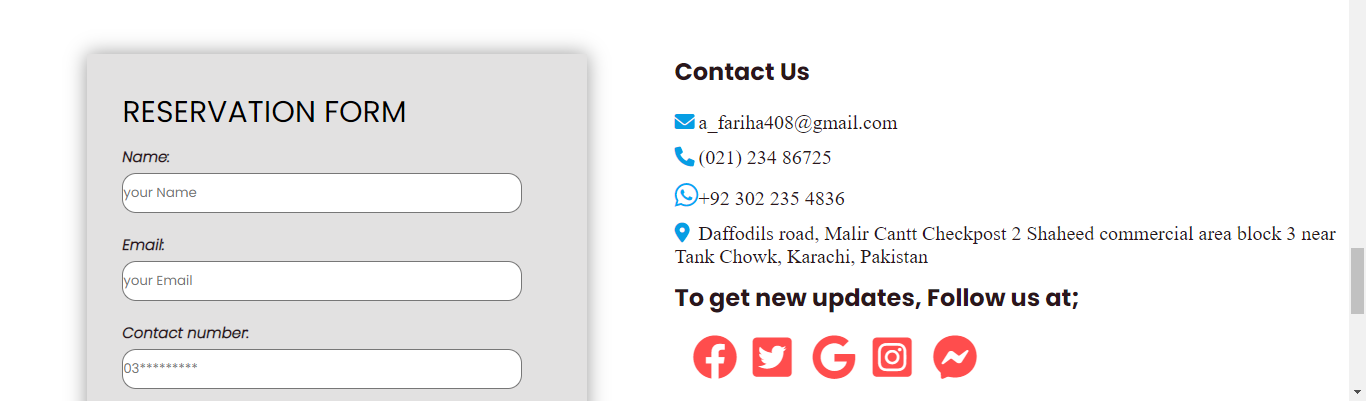 RESERVATION FORM
Name:
your Name
Email:
your Email
Contact number:
03*********
Contact Us
a_fariha408@gmail.com
(021) 234 86725
+92 302 235 4836
Daffodils road, Malir Cantt Checkpost 2 Shaheed commercial area block 3 near
Tank Chowk, Karachi, Pakistan
To get new updates, Follow us at;